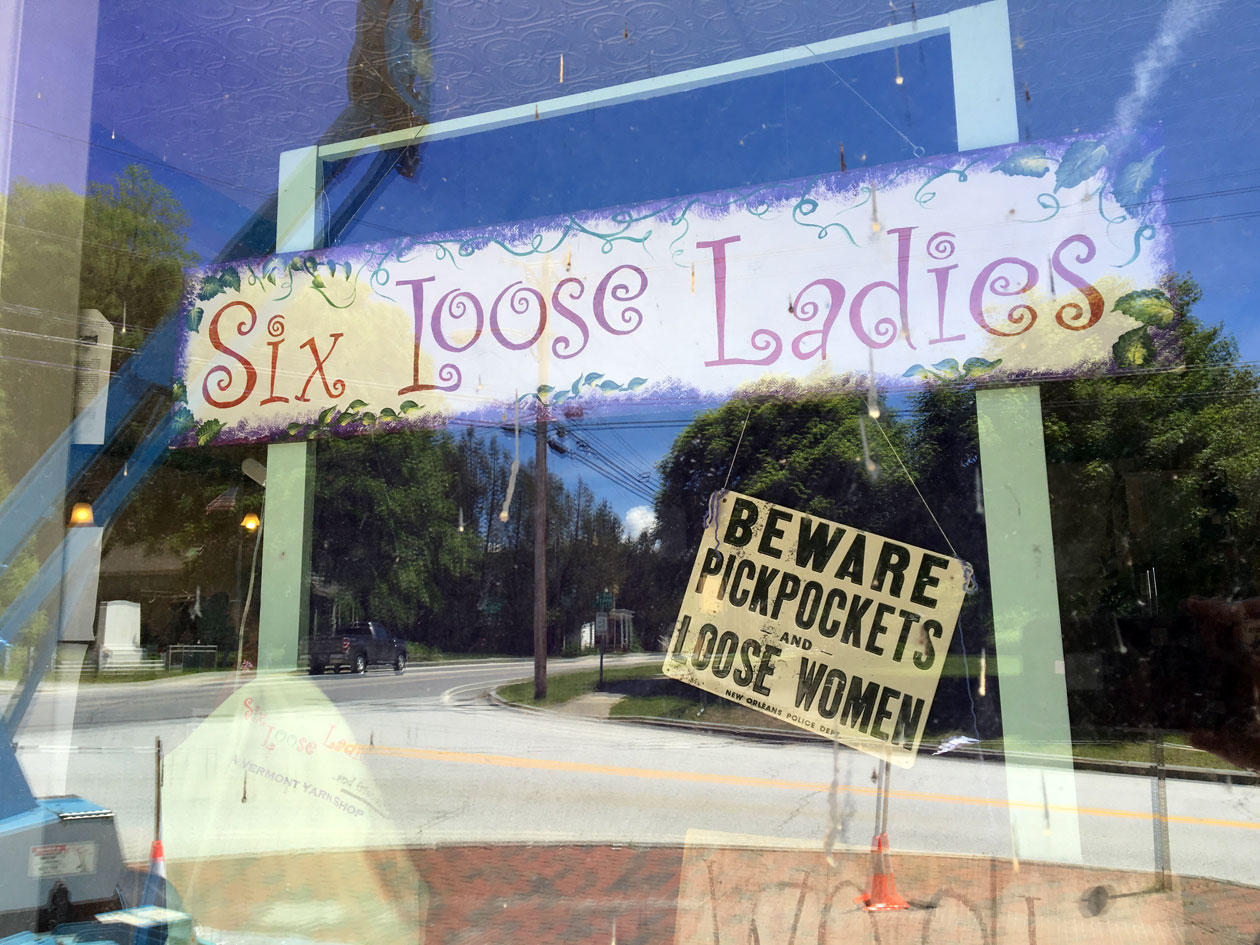 Six Loose Ladies
BEWARE
PICKPOCKETS
AND
LOOSE WOMEN
NEW ORLEANS POLICE DEPT
Six
Loose Ladies
A VERMONT YARN SHOP